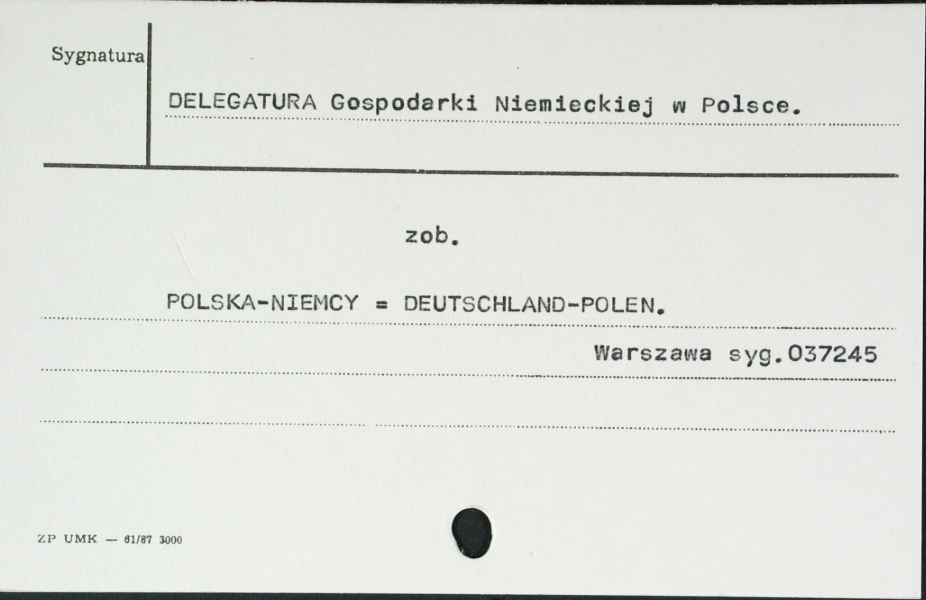 Sygnatura
DELEGATURA Gospodarki Niemieckiej w Polsce.
zob.
POLSKA-NIEMCY = DEUTSCHLAND-POLEN.
Warszawa syg.037245
ZP UMK — 61/87 3000